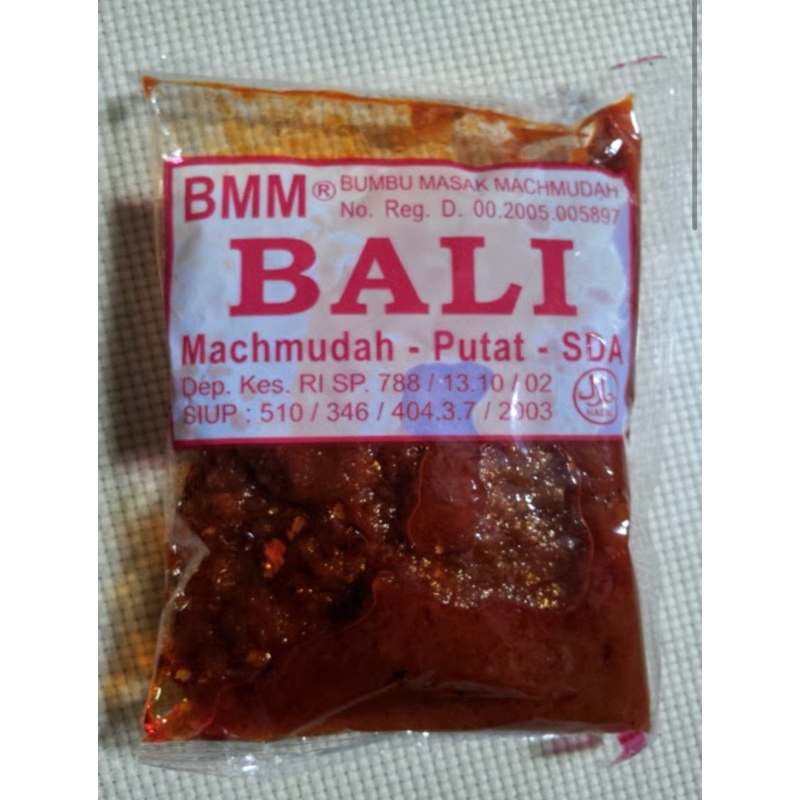 BMM® BUMBU MASAK MACHMUDAH
No. Reg. D. 00.2005.005897
BALI
Machmudah - Putat - SDA
Dep. Kes. RI SP. 788 / 13.10 / 02
SIUP : 510 / 346 / 404.3.7 / 2003
حلال
HALAL